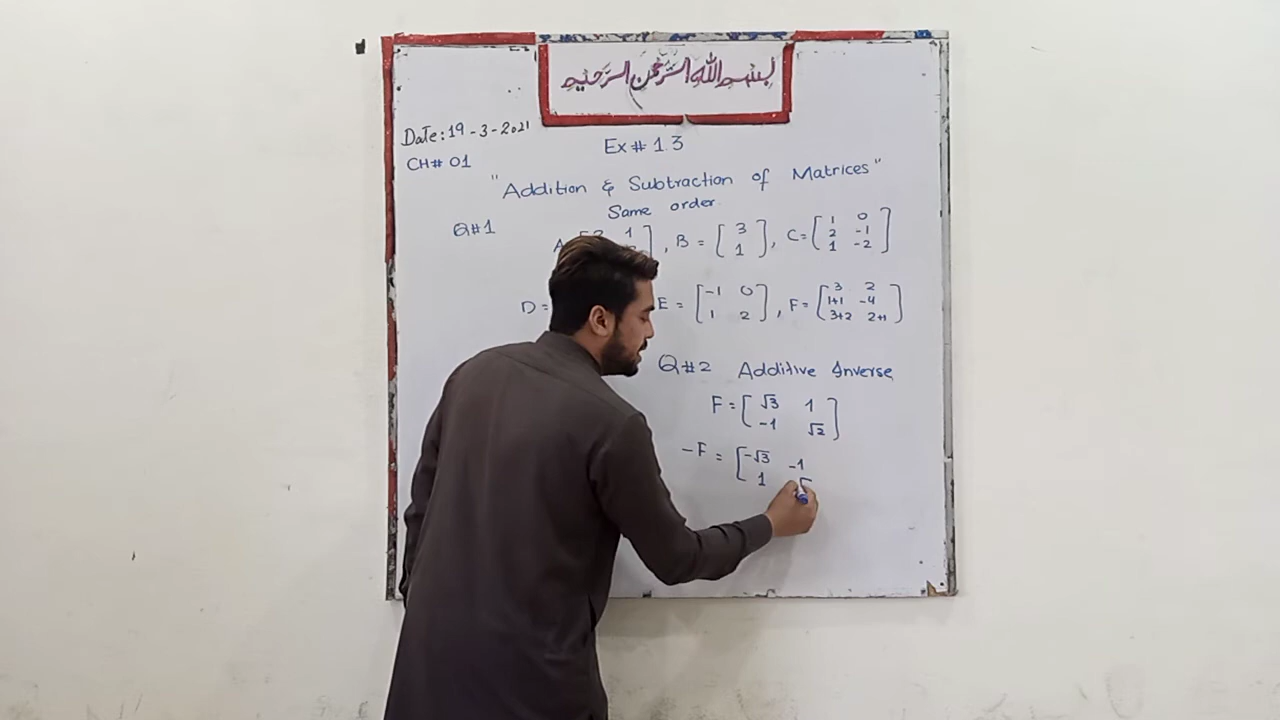 بسم الله الرحمن الرحيم
Date: 19-3-2021
Ex# 1.3
CH# 01
"Addition & Subtraction of Matrices"
Same order
Q#1
1 ] , B = [ 3 1 ] , C = [ 1 0 2 -1 1 -2 ]
D = E = [ -1 0 1 2 ] , F = [ 3 2 1+1 -4 3+2 2+1 ]
Q#2 Additive Inverse
F = [ √3 1 -1 √2 ]
-F = [ -√3 -1 1